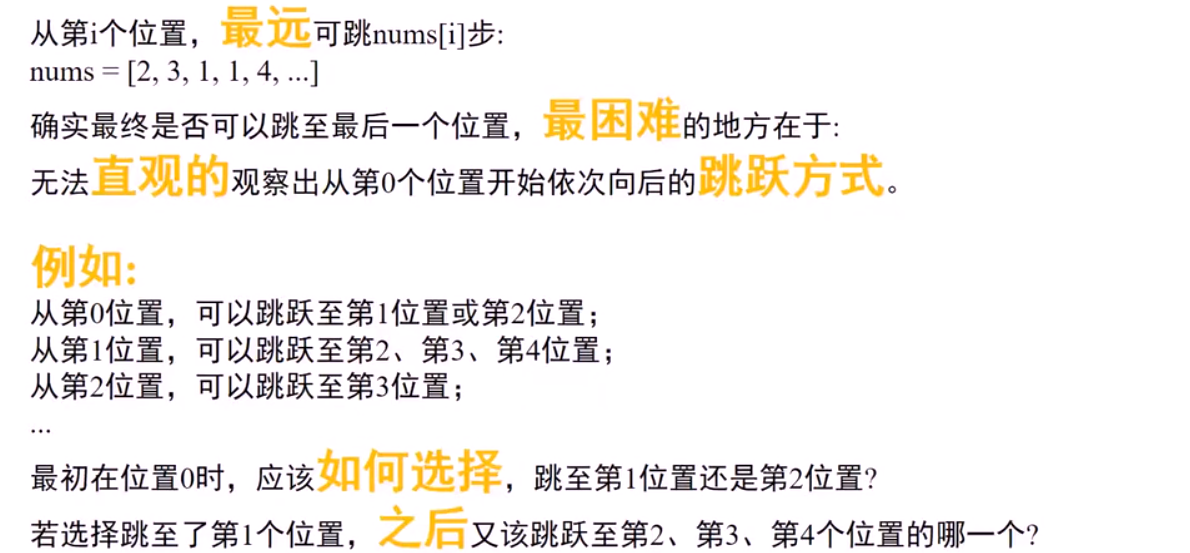 从第i个位置，最远可跳nums[i]步:
nums = [2, 3, 1, 1, 4, ...]
确实最终是否可以跳至最后一个位置，最困难的地方在于:
无法直观的观察出从第0个位置开始依次向后的跳跃方式。
例如:
从第0位置，可以跳跃至第1位置或第2位置；
从第1位置，可以跳跃至第2、第3、第4位置；
从第2位置，可以跳跃至第3位置；
...
最初在位置0时，应该如何选择，跳至第1位置还是第2位置?
若选择跳至了第1个位置，之后又该跳跃至第2、第3、第4个位置的哪一个?